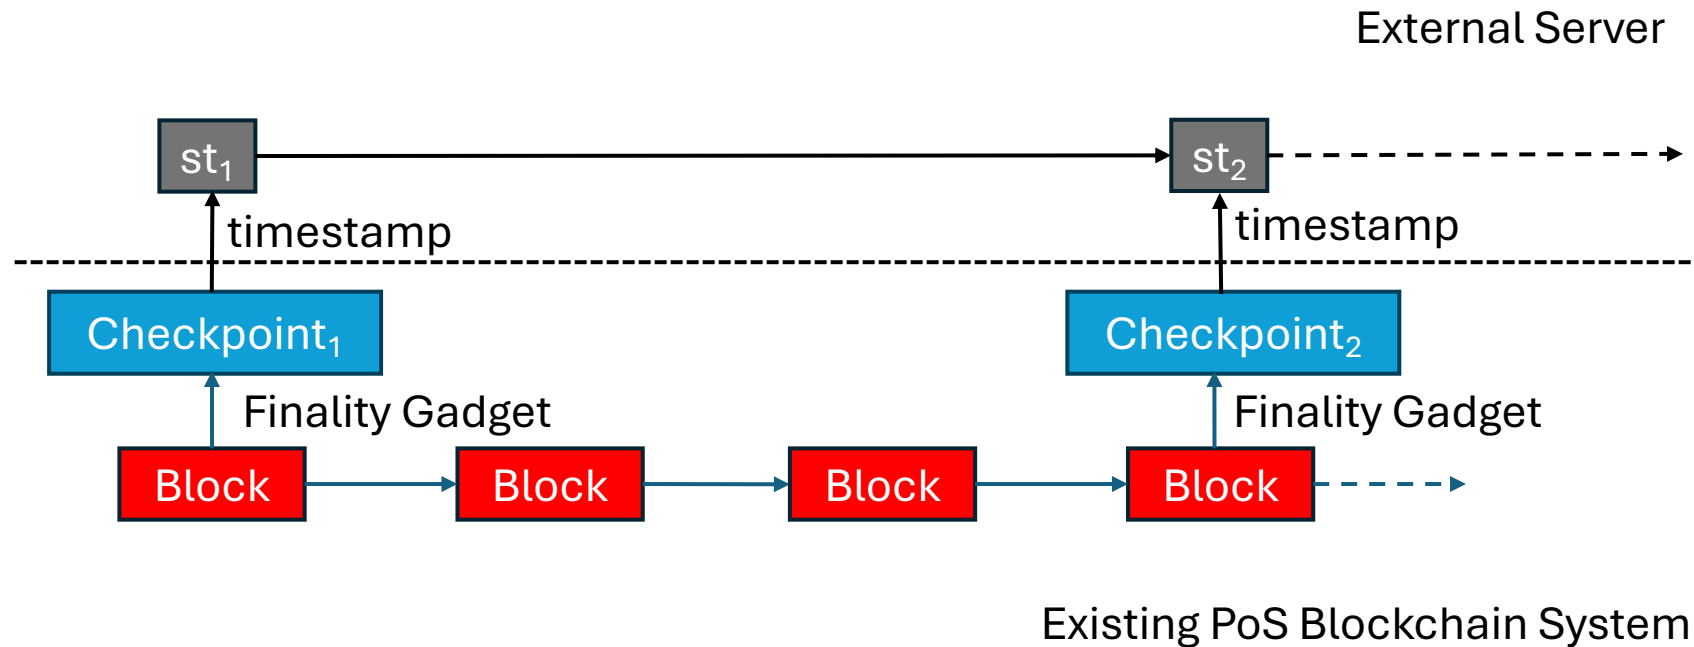 External Server
st₁
st₂
timestamp
timestamp
Checkpoint₁
Checkpoint₂
Finality Gadget
Finality Gadget
Block
Block
Block
Block
Existing PoS Blockchain System